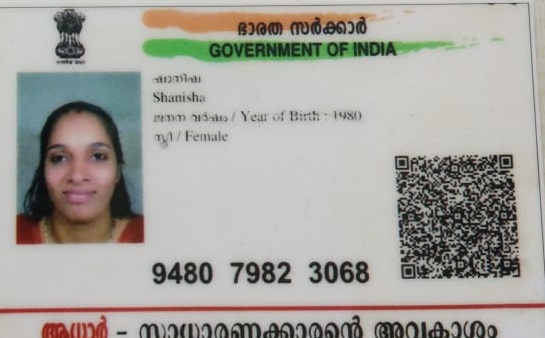 ഭാരത സർക്കാർ
GOVERNMENT OF INDIA
ഷാനിഷ
Shanisha
ജനന വർഷം / Year of Birth : 1980
സ്ത്രീ / Female
9480 7982 3068
ആധാർ - സാധാരണക്കാരന്റെ അവകാശം